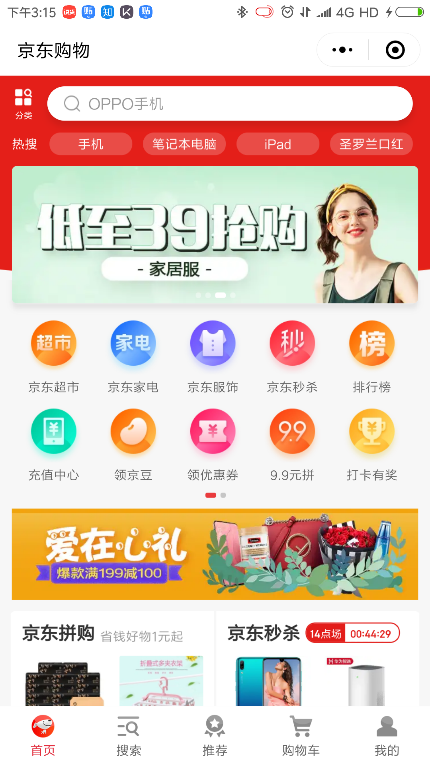 下午3:15
4G HD
京东购物
分类
OPPO手机
热搜
手机
笔记本电脑
iPad
圣罗兰口红
低至39抢购
- 家居服 -
超市
家电
秒
榜
京东超市
京东家电
京东服饰
京东秒杀
排行榜
9.9
充值中心
领京豆
领优惠券
9.9元拼
打卡有奖
爱在心礼
爆款满199减100
京东拼购
省钱好物1元起
京东秒杀
14点场
00:44:29
折叠式多夹衣架
首页
搜索
推荐
购物车
我的